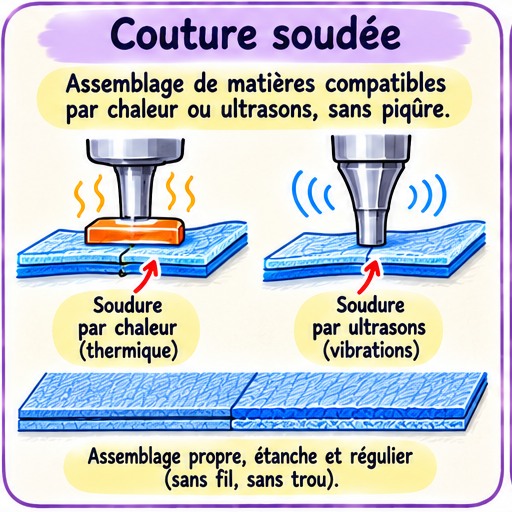 Couture soudée
Assemblage de matières compatibles
par chaleur ou ultrasons, sans piqûre.
Soudure
par chaleur
(thermique)
Soudure
par ultrasons
(vibrations)
Assemblage propre, étanche et régulier
(sans fil, sans trou).